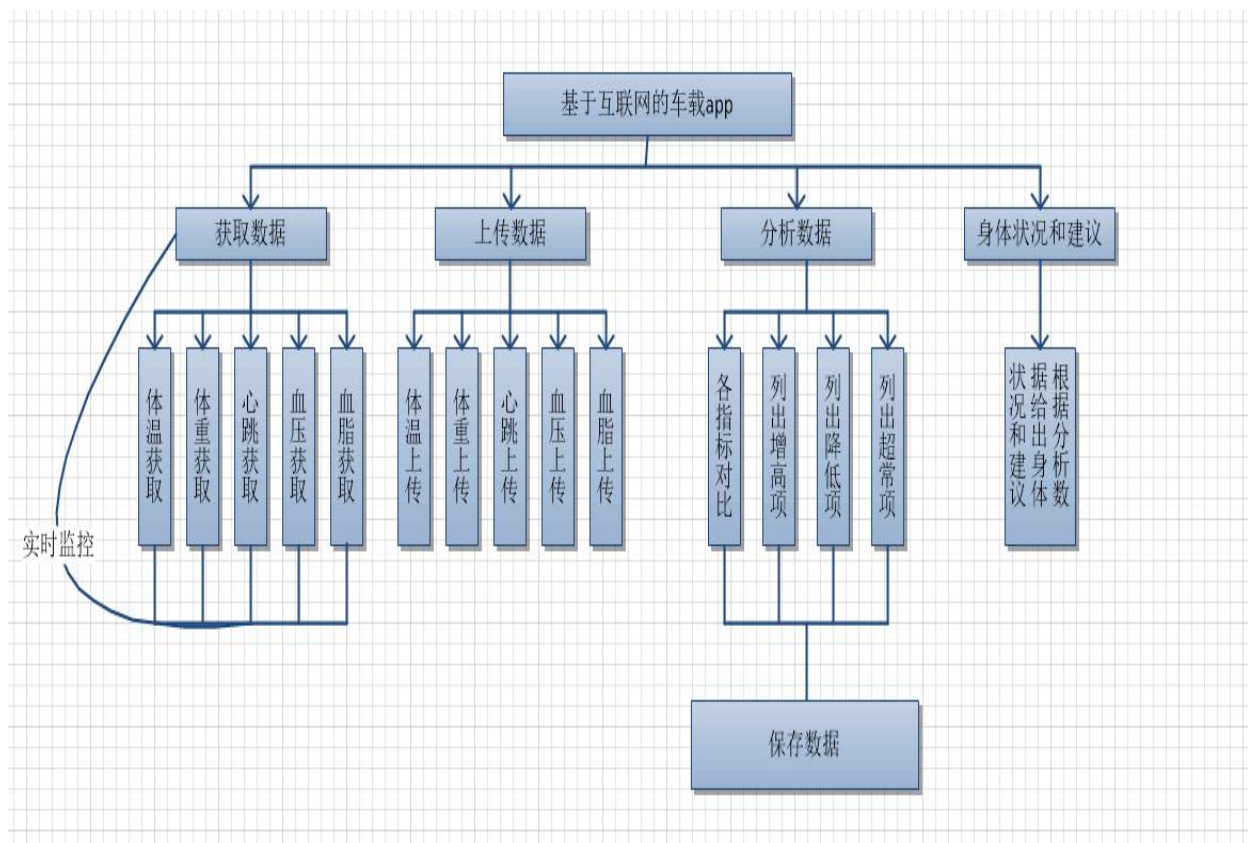 基于互联网的车载app
获取数据
上传数据
分析数据
身体状况和建议
体温获取
体重获取
心跳获取
血压获取
血脂获取
体温上传
体重上传
心跳上传
血压上传
血脂上传
各指标对比
列出增高项
列出降低项
列出超常项
根据分析数
据给出身体
状况和建议
实时监控
保存数据